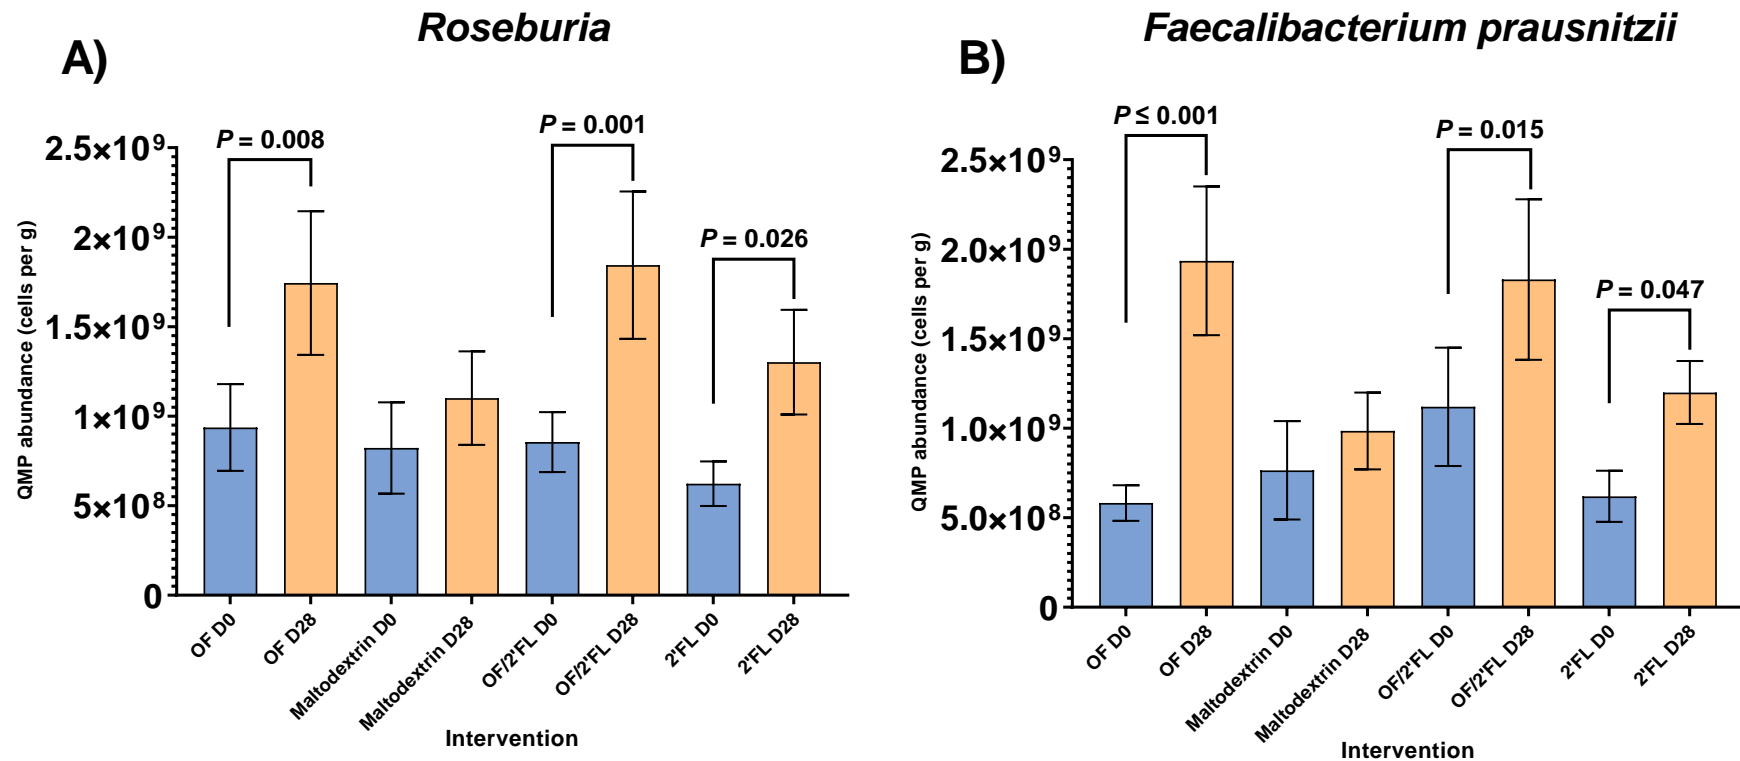 Roseburia
A)
P = 0.008
P = 0.001
P = 0.026
2.5×10⁹
2×10⁹
1.5×10⁹
1×10⁹
5×10⁸
0
QMP abundance (cells per g)
OF D0
OF D28
Maltodextrin D0
Maltodextrin D28
OF/2'FL D0
OF/2'FL D28
2'FL D0
2'FL D28
Intervention
Faecalibacterium prausnitzii
B)
P ≤ 0.001
P = 0.015
P = 0.047
2.5×10⁹
2.0×10⁹
1.5×10⁹
1.0×10⁹
5.0×10⁸
0
QMP abundance (cells per g)
OF D0
OF D28
Maltodextrin D0
Maltodextrin D28
OF/2'FL D0
OF/2'FL D28
2'FL D0
2'FL D28
Intervention